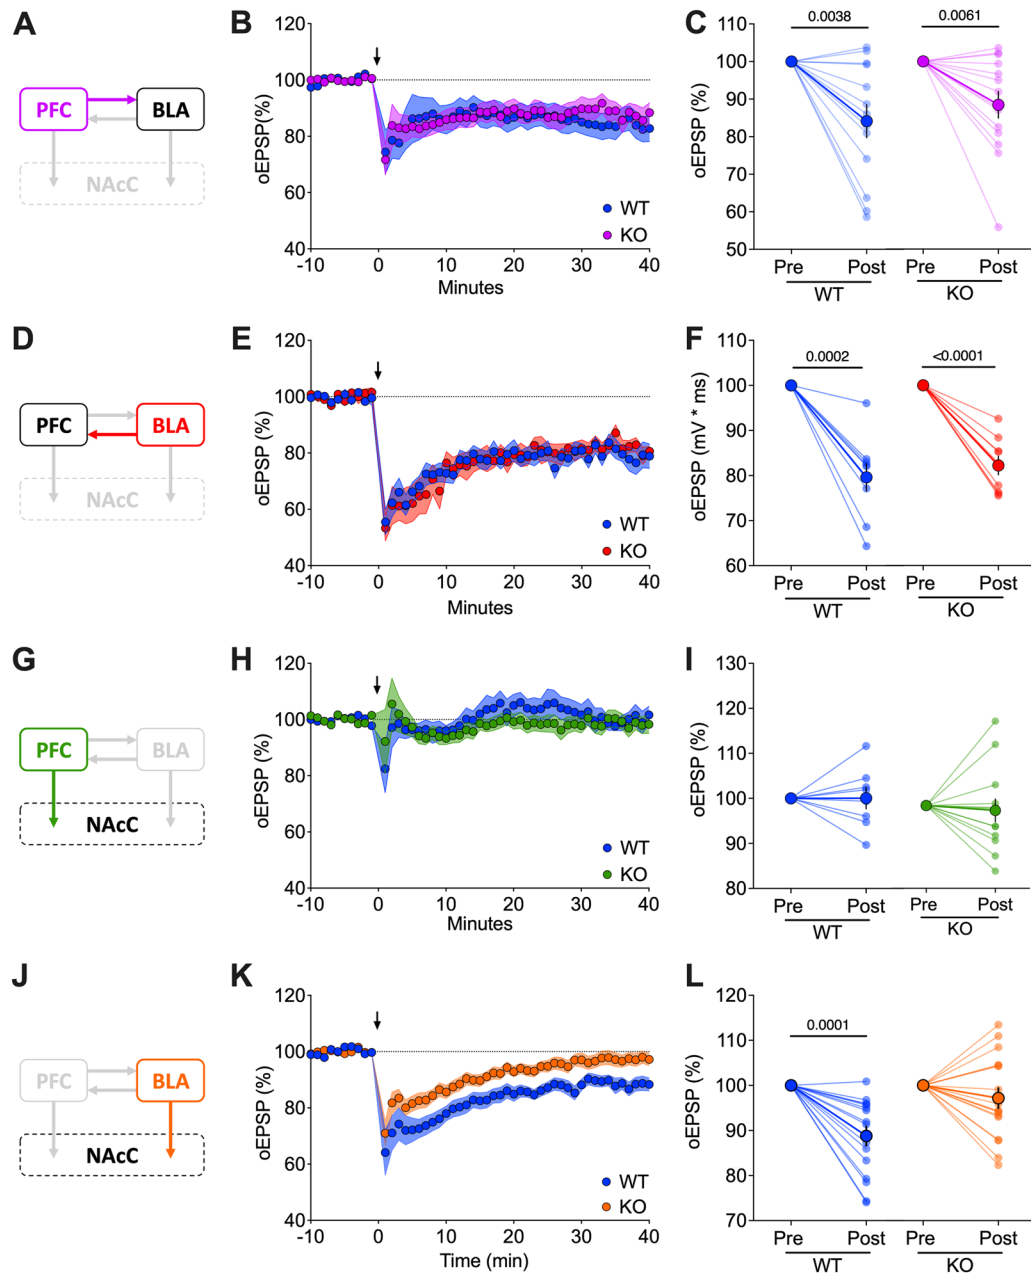 A
PFC
BLA
NAcC
B
120
100
80
60
40
oEPSP (%)
WT
KO
-10 0 10 20 30 40
Minutes
C
0.0038 0.0061
110
100
90
80
70
60
50
oEPSP (%)
Pre Post Pre Post
WT KO
D
PFC
BLA
NAcC
E
120
100
80
60
40
oEPSP (%)
WT
KO
-10 0 10 20 30 40
Minutes
F
0.0002 <0.0001
110
100
90
80
70
60
oEPSP (mV * ms)
Pre Post Pre Post
WT KO
G
PFC
BLA
NAcC
H
120
100
80
60
40
oEPSP (%)
WT
KO
-10 0 10 20 30 40
Minutes
I
130
120
110
100
90
80
oEPSP (%)
Pre Post Pre Post
WT KO
J
PFC
BLA
NAcC
K
120
100
80
60
40
oEPSP (%)
WT
KO
-10 0 10 20 30 40
Time (min)
L
0.0001
120
110
100
90
80
70
oEPSP (%)
Pre Post Pre Post
WT KO